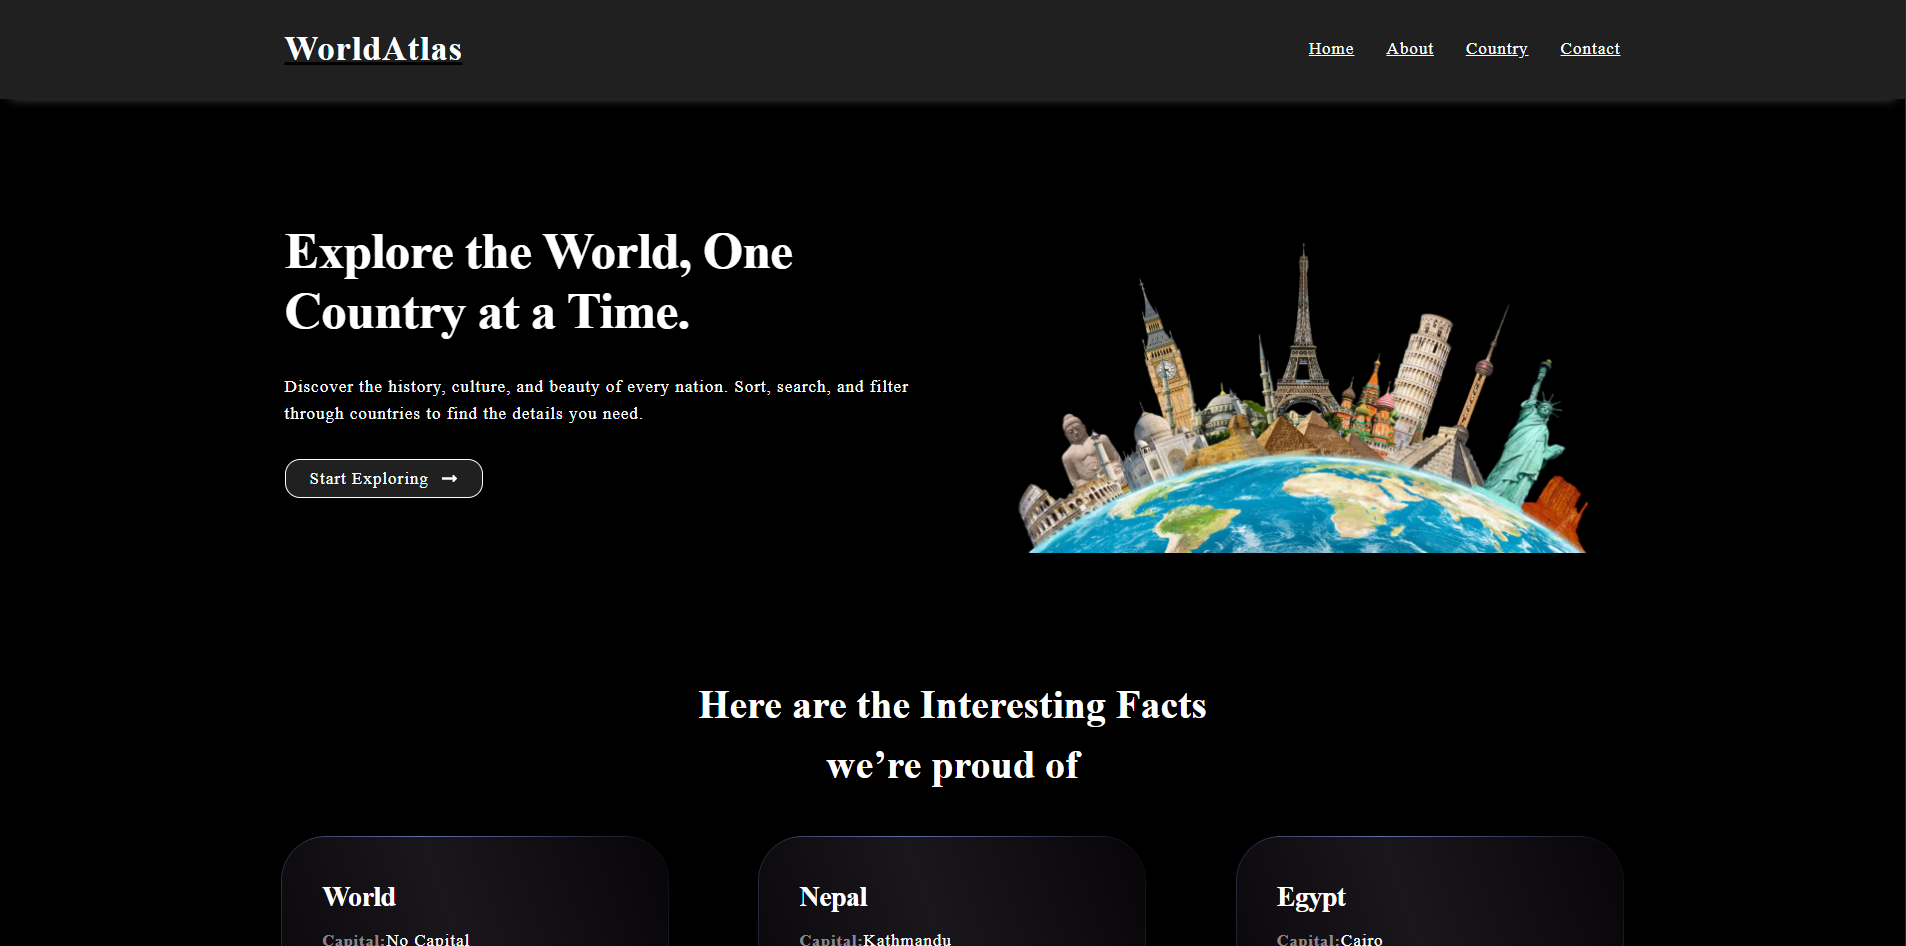 WorldAtlas
Home About Country Contact
Explore the World, One
Country at a Time.
Discover the history, culture, and beauty of every nation. Sort, search, and filter
through countries to find the details you need.
Start Exploring
Here are the Interesting Facts
we’re proud of
World
Capital:No Capital
Nepal
Capital:Kathmandu
Egypt
Capital:Cairo